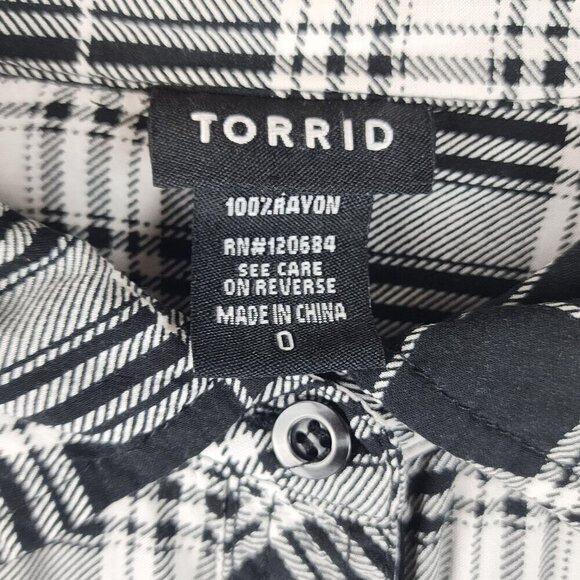 TORRID
100% RAYON
RN#120684
SEE CARE
ON REVERSE
MADE IN CHINA
0